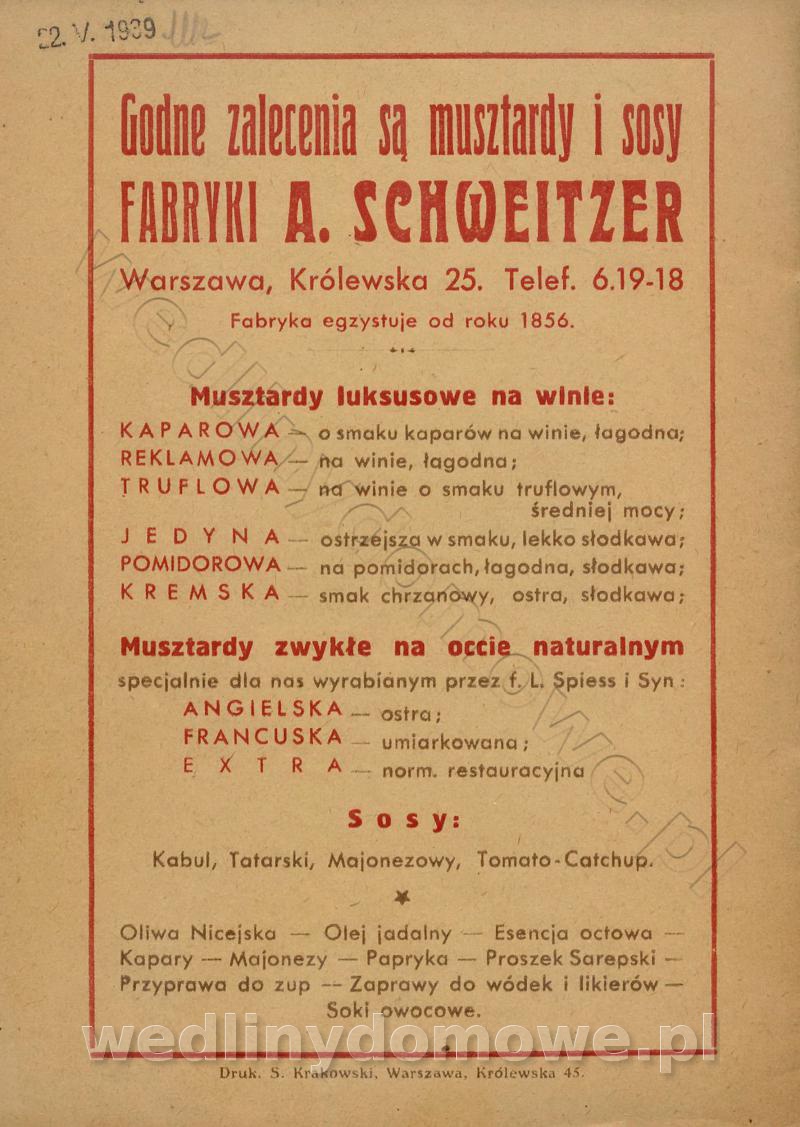 22. V. 1939
Godne zalecenia są musztardy i sosy
FABRYKI A. SCHWEITZER
Warszawa, Królewska 25. Telef. 6.19-18
Fabryka egzystuje od roku 1856.
Musztardy luksusowe na winie:
KAPAROWA — o smaku kaparów na winie, łagodna;
REKLAMOWA — na winie, łagodna;
TRUFLOWA — na winie o smaku truflowym,
średniej mocy;
JEDYNA — ostrzejsza w smaku, lekko słodkawa;
POMIDOROWA — na pomidorach, łagodna, słodkawa;
KREMSKA — smak chrzanowy, ostra, słodkawa;
Musztardy zwykłe na occie naturalnym
specjalnie dla nas wyrabianym przez f. L. Spiess i Syn:
ANGIELSKA — ostra;
FRANCUSKA — umiarkowana;
EXTRA — norm. restauracyjna
Sosy:
Kabul, Tatarski, Majonezowy, Tomato-Catchup.
Oliwa Nicejska — Olej jadalny — Esencja octowa —
Kapary — Majonezy — Papryka — Proszek Sarepski —
Przyprawa do zup — Zaprawy do wódek i likierów —
Soki owocowe.
wedlinydomowe.pl
Druk. S. Krakowski, Warszawa, Królewska 45.
wedlinydomowe.pl